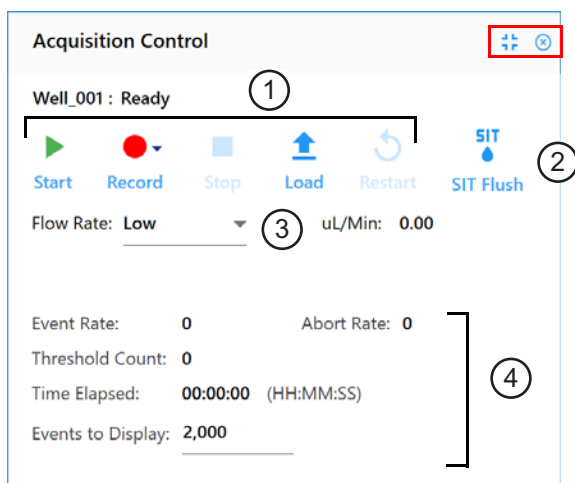 Acquisition Control
Well_001 : Ready
1
SIT
2
Start Record Stop Load Restart SIT Flush
Flow Rate: Low 3 uL/Min: 0.00
Event Rate: 0 Abort Rate: 0
Threshold Count: 0
4
Time Elapsed: 00:00:00 (HH:MM:SS)
Events to Display: 2,000